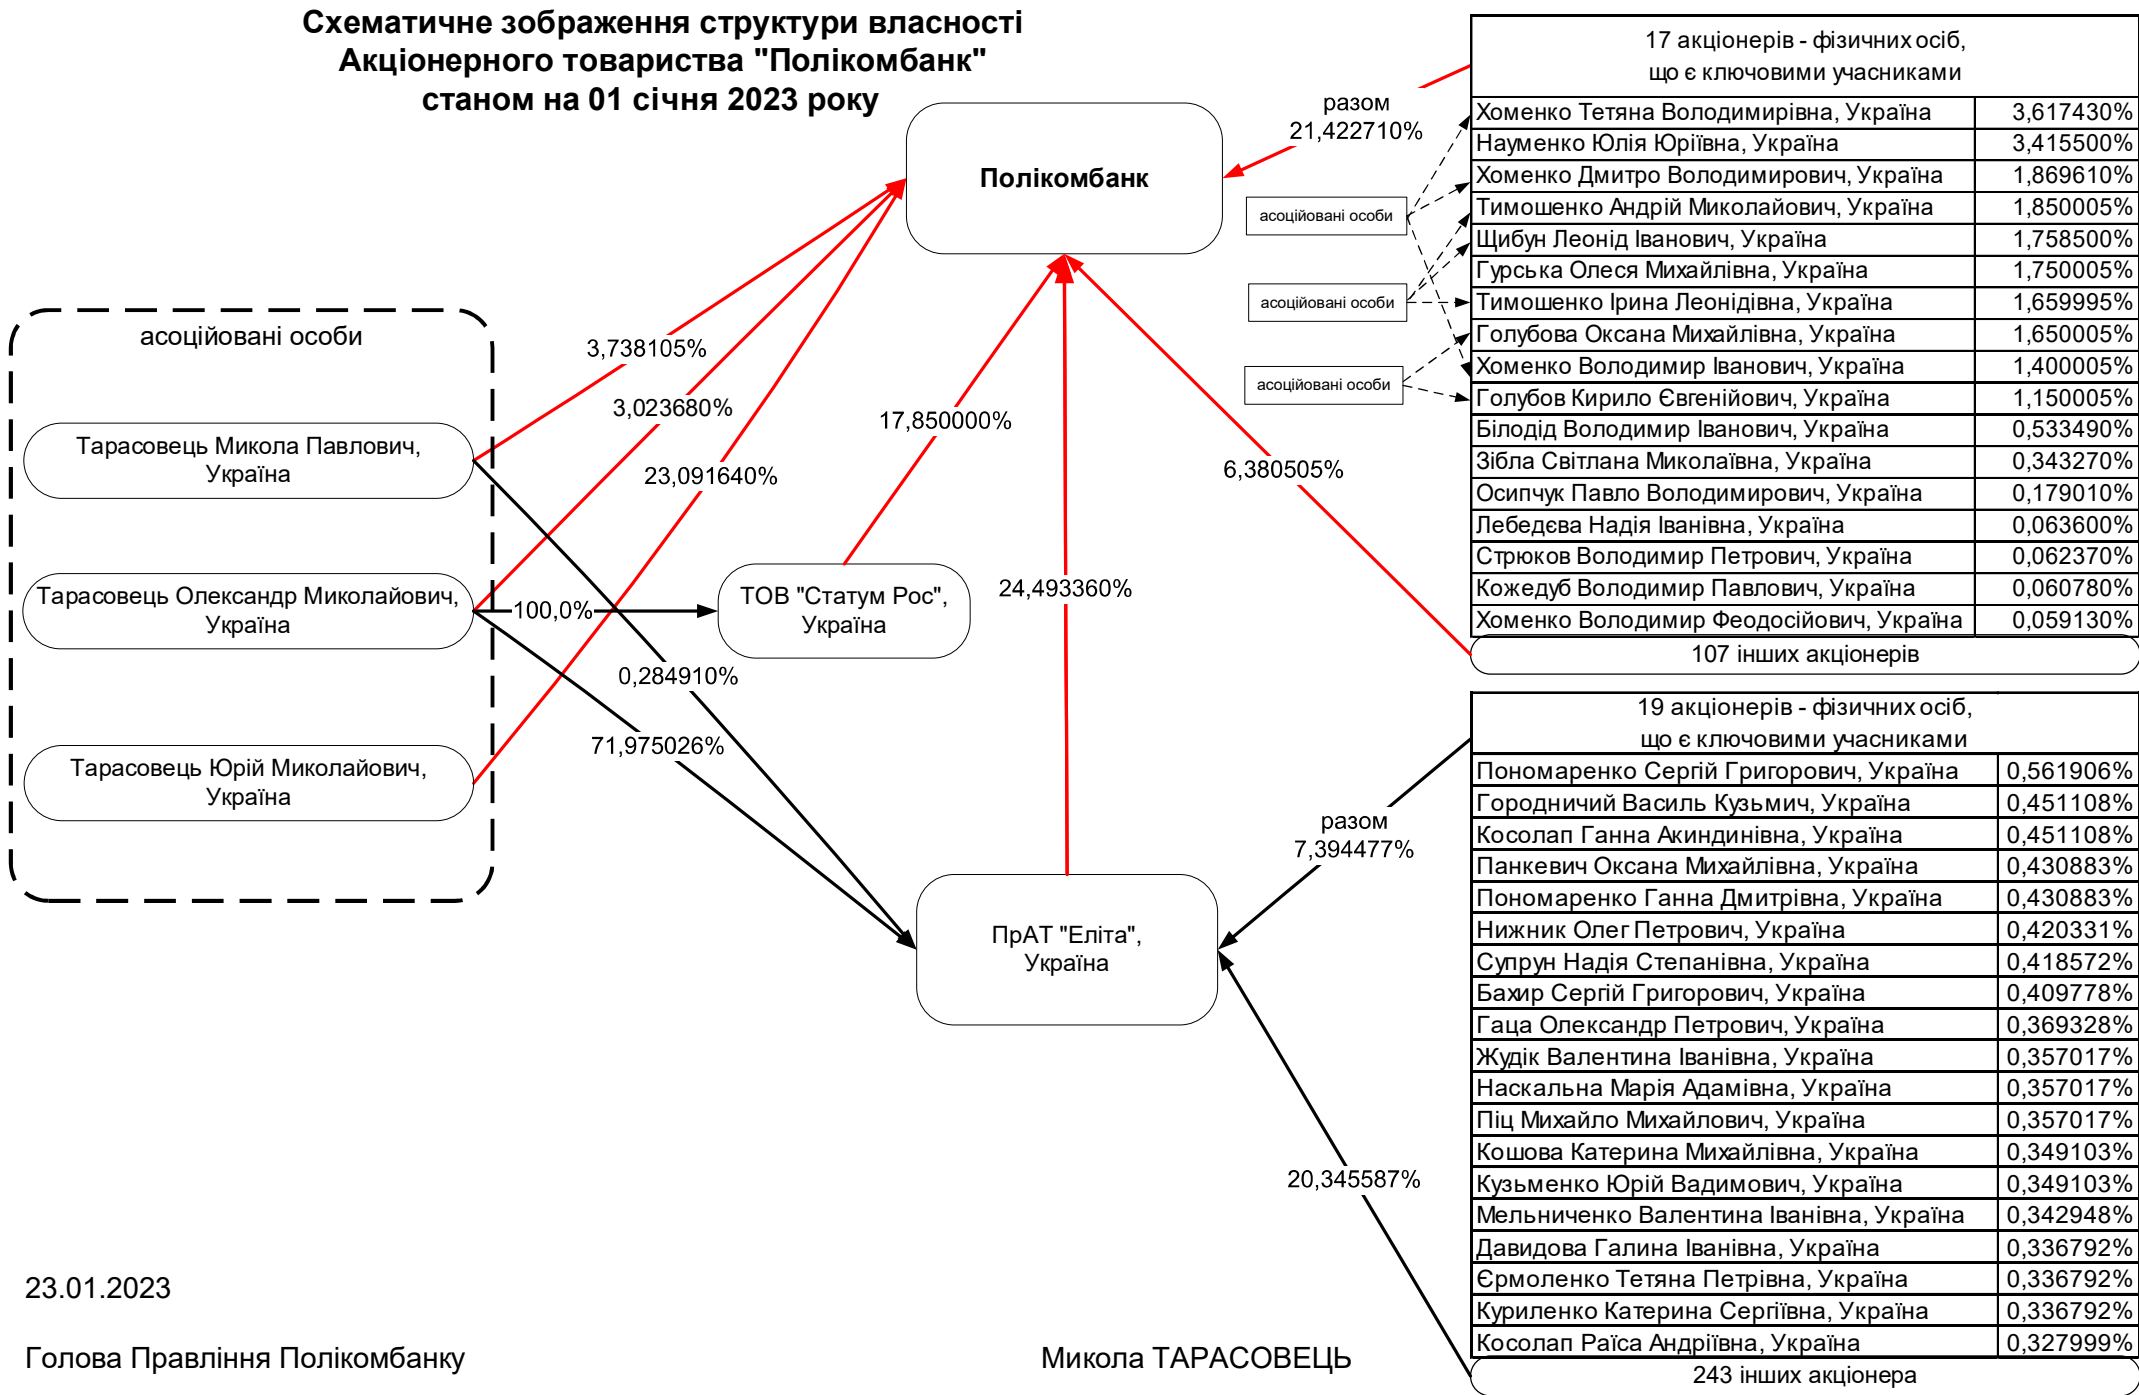 Схематичне зображення структури власності
Акціонерного товариства "Полікомбанк"
станом на 01 січня 2023 року
Полікомбанк
разом
21,422710%
17 акціонерів - фізичних осіб,
що є ключовими учасниками
Хоменко Тетяна Володимирівна, Україна 3,617430%
Науменко Юлія Юріївна, Україна 3,415500%
Хоменко Дмитро Володимирович, Україна 1,869610%
Тимошенко Андрій Миколайович, Україна 1,850005%
Щибун Леонід Іванович, Україна 1,758500%
Гурська Олеся Михайлівна, Україна 1,750005%
Тимошенко Ірина Леонідівна, Україна 1,659995%
Голубова Оксана Михайлівна, Україна 1,650005%
Хоменко Володимир Іванович, Україна 1,400005%
Голубов Кирило Євгенійович, Україна 1,150005%
Білодід Володимир Іванович, Україна 0,533490%
Зібла Світлана Миколаївна, Україна 0,343270%
Осипчук Павло Володимирович, Україна 0,179010%
Лебедєва Надія Іванівна, Україна 0,063600%
Стрюков Володимир Петрович, Україна 0,062370%
Кожедуб Володимир Павлович, Україна 0,060780%
Хоменко Володимир Феодосійович, Україна 0,059130%
107 інших акціонерів
асоційовані особи
асоційовані особи
асоційовані особи
асоційовані особи
Тарасовець Микола Павлович,
Україна
Тарасовець Олександр Миколайович,
Україна
Тарасовець Юрій Миколайович,
Україна
3,738105%
3,023680%
23,091640%
17,850000%
6,380505%
100,0%
ТОВ "Статум Рос",
Україна
24,493360%
0,284910%
71,975026%
ПрАТ "Еліта",
Україна
разом
7,394477%
20,345587%
19 акціонерів - фізичних осіб,
що є ключовими учасниками
Пономаренко Сергій Григорович, Україна 0,561906%
Городничий Василь Кузьмич, Україна 0,451108%
Косолап Ганна Акиндинівна, Україна 0,451108%
Панкевич Оксана Михайлівна, Україна 0,430883%
Пономаренко Ганна Дмитрівна, Україна 0,430883%
Нижник Олег Петрович, Україна 0,420331%
Супрун Надія Степанівна, Україна 0,418572%
Бахир Сергій Григорович, Україна 0,409778%
Гаца Олександр Петрович, Україна 0,369328%
Жудік Валентина Іванівна, Україна 0,357017%
Наскальна Марія Адамівна, Україна 0,357017%
Піц Михайло Михайлович, Україна 0,357017%
Кошова Катерина Михайлівна, Україна 0,349103%
Кузьменко Юрій Вадимович, Україна 0,349103%
Мельниченко Валентина Іванівна, Україна 0,342948%
Давидова Галина Іванівна, Україна 0,336792%
Єрмоленко Тетяна Петрівна, Україна 0,336792%
Куриленко Катерина Сергіївна, Україна 0,336792%
Косолап Раїса Андріївна, Україна 0,327999%
243 інших акціонера
23.01.2023
Голова Правління Полікомбанку Микола ТАРАСОВЕЦЬ